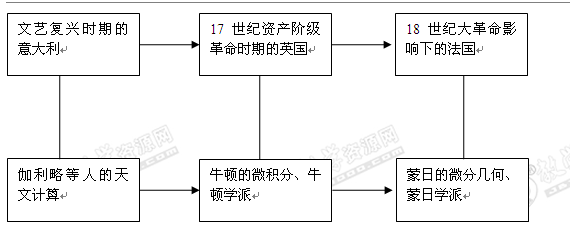 文艺复兴时期的
意大利
17 世纪资产阶级
革命时期的英国
18 世纪大革命影
响下的法国
伽利略等人的天
文计算
牛顿的微积分、牛
顿学派
蒙日的微分几何、
蒙日学派